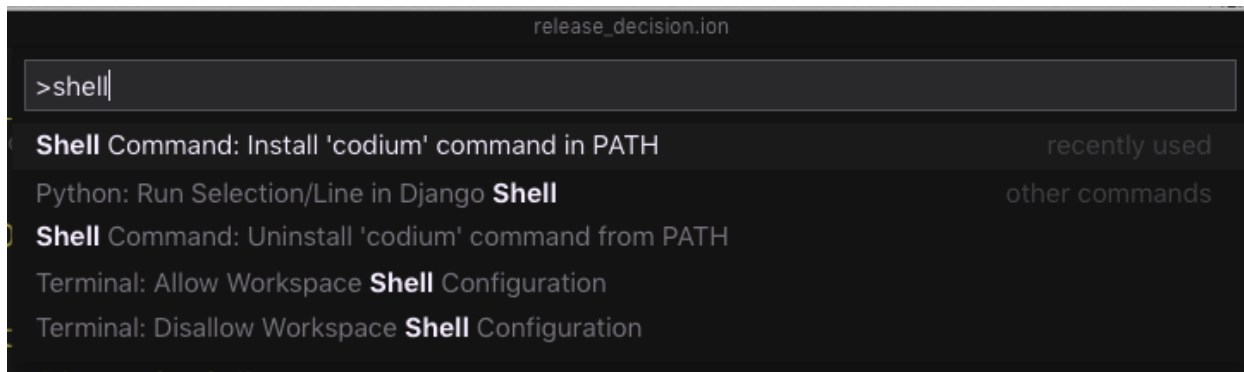 release_decision.ion
>shell
Shell Command: Install 'codium' command in PATH recently used
Python: Run Selection/Line in Django Shell other commands
Shell Command: Uninstall 'codium' command from PATH
Terminal: Allow Workspace Shell Configuration
Terminal: Disallow Workspace Shell Configuration